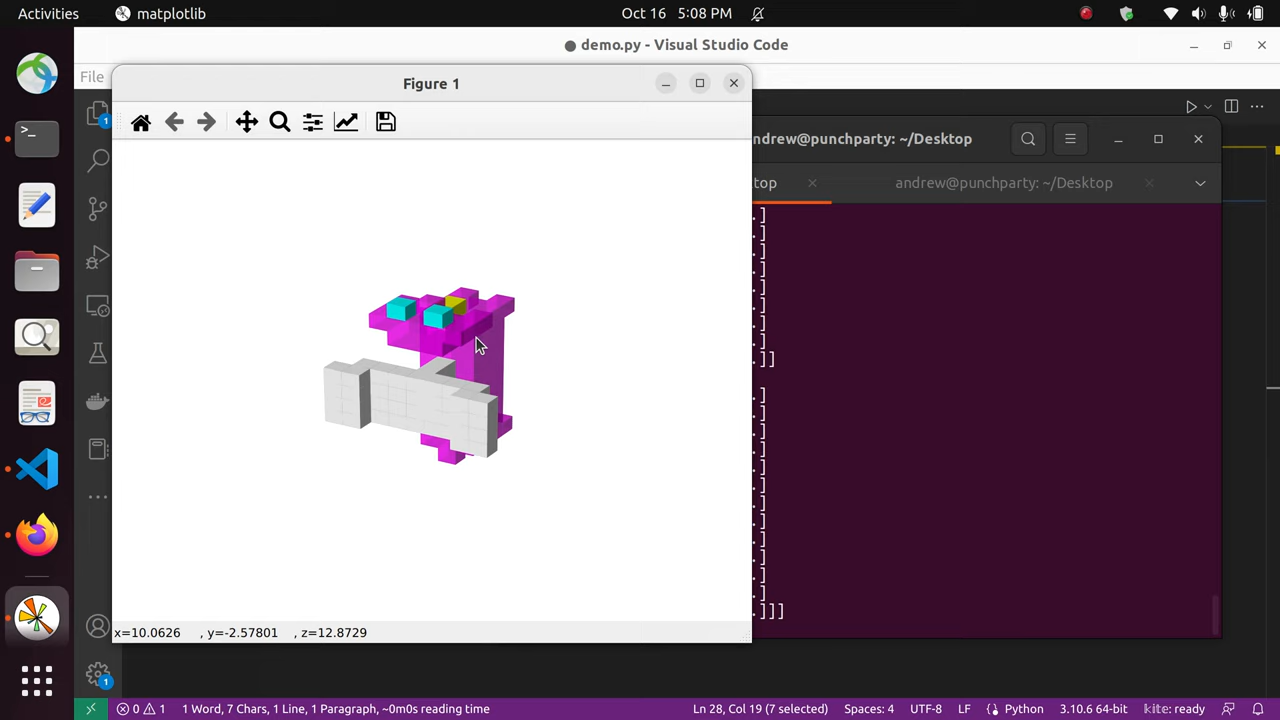 Activities
matplotlib
Oct 16 5:08 PM
● demo.py - Visual Studio Code
File
Figure 1
ndrew@punchparty: ~/Desktop
top
andrew@punchparty: ~/Desktop
.]
.]
.]
.]
.]
.]
.]
.]
.]]
.]
.]
.]
.]
.]
.]
.]
.]
.]
.]
.]
.]
.]]]
x=10.0626 , y=-2.57801 , z=12.8729
1
1
0 1 1 Word, 7 Chars, 1 Line, 1 Paragraph, ~0m0s reading time
Ln 28, Col 19 (7 selected) Spaces: 4 UTF-8 LF Python 3.10.6 64-bit kite: ready